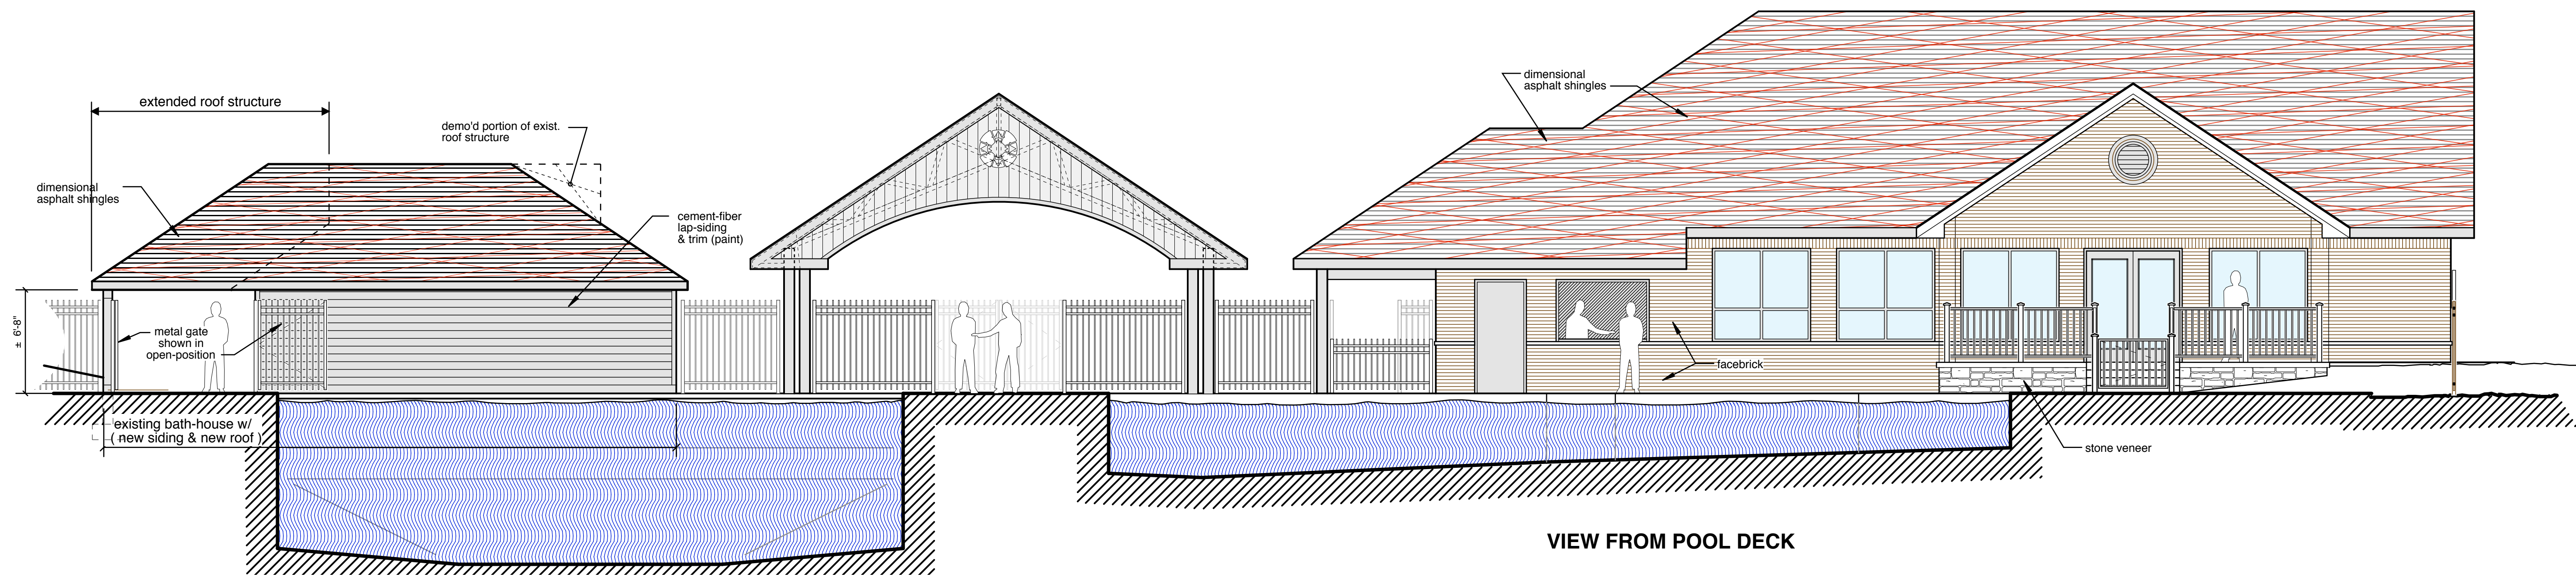 extended roof structure
demo'd portion of exist.
roof structure
dimensional
asphalt shingles
cement-fiber
lap-siding
& trim (paint)
± 6'-8"
metal gate
shown in
open-position
existing bath-house w/
( new siding & new roof )
dimensional
asphalt shingles
facebrick
stone veneer
VIEW FROM POOL DECK